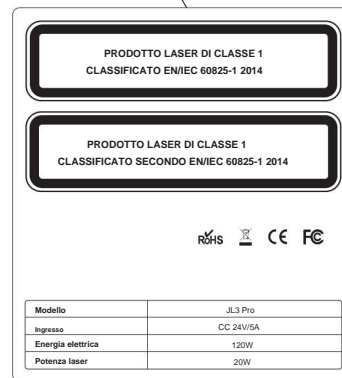 PRODOTTO LASER DI CLASSE 1
CLASSIFICATO EN/IEC 60825-1 2014
PRODOTTO LASER DI CLASSE 1
CLASSIFICATO SECONDO EN/IEC 60825-1 2014
RoHS CE FC
Modello JL3 Pro
Ingresso CC 24V/5A
Energia elettrica 120W
Potenza laser 20W